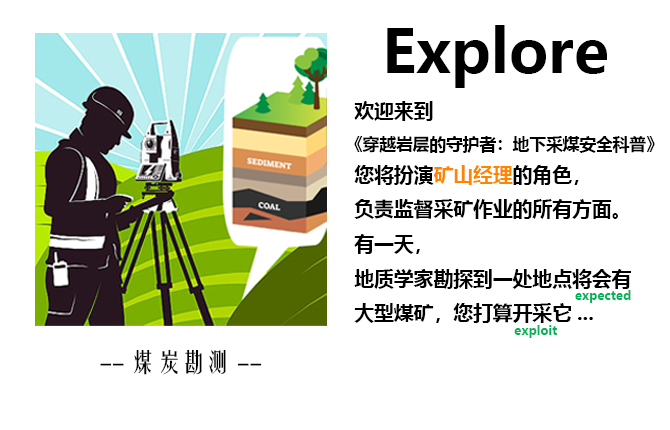 Explore
欢迎来到
《穿越岩层的守护者：地下采煤安全科普》
您将扮演矿山经理的角色，
负责监督采矿作业的所有方面。
有一天，
地质学家勘探到一处地点将会有
expected
大型煤矿，您打算开采它 ...
exploit
SEDIMENT
COAL
-- 煤炭勘测 --